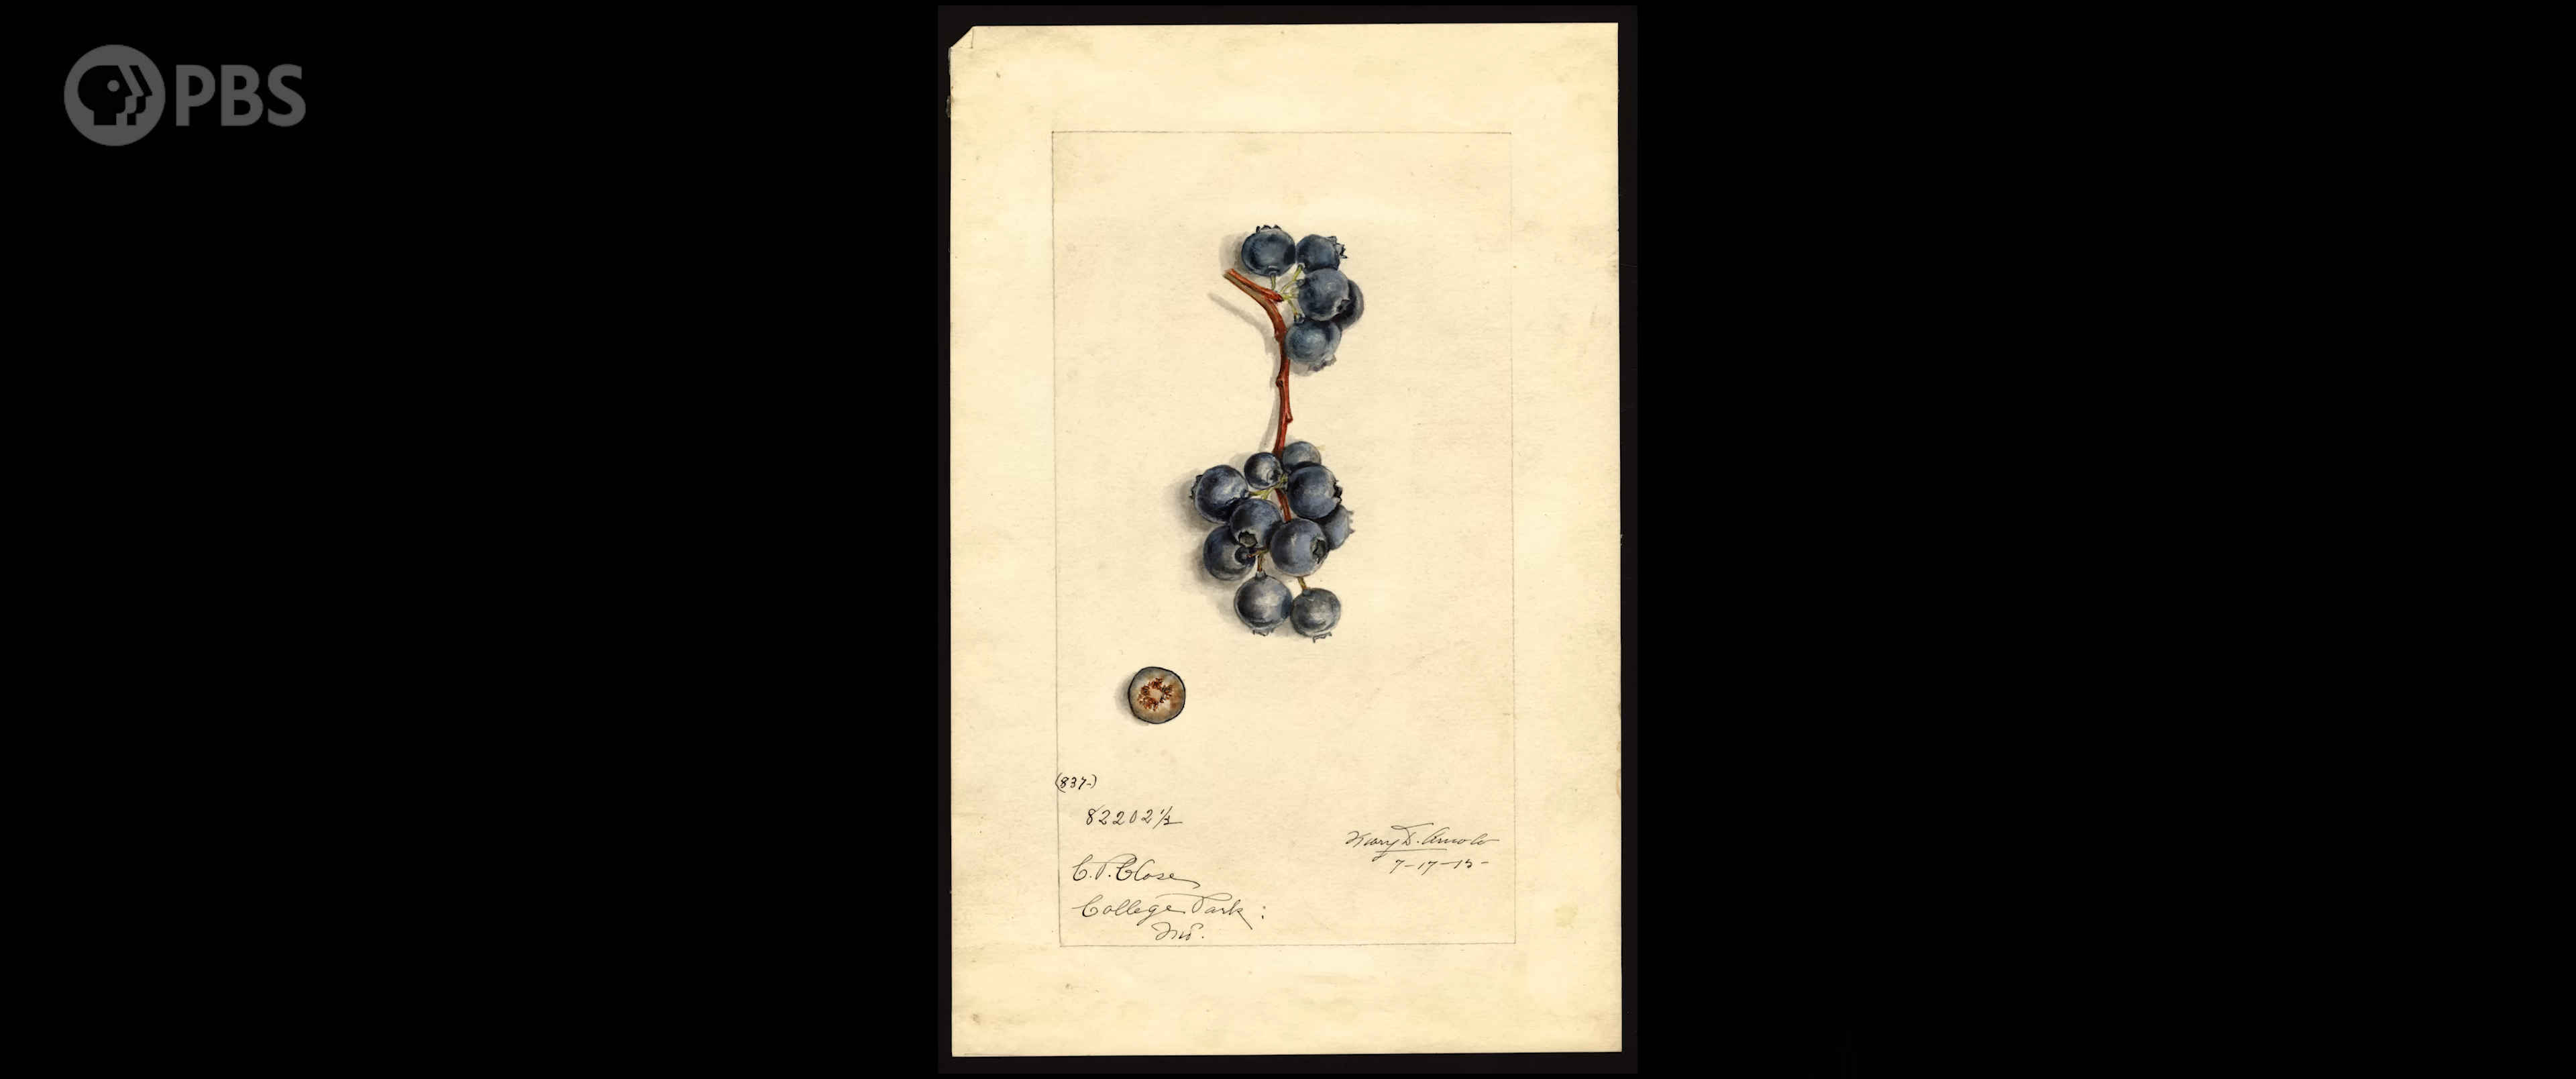 PBS
(837-)
82202½
C.P. Close
College Park:
Md.
Mary D. Arnold
7-17-15-